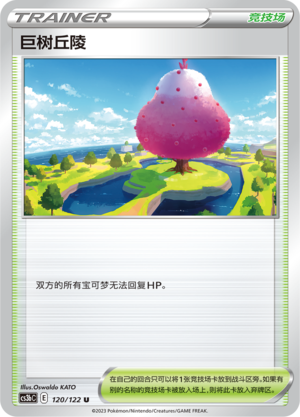 TRAINER
竞技场
巨树丘陵
双方的所有宝可梦无法回复HP。
Illus.Oswaldo KATO
在自己的回合只可以将1张竞技场卡放到战斗区旁。如果有
别的名称的竞技场卡被放入场上，则将此卡放入弃牌区。
CS3bC E 120/122 U
©2023 Pokémon/Nintendo/Creatures/GAME FREAK.